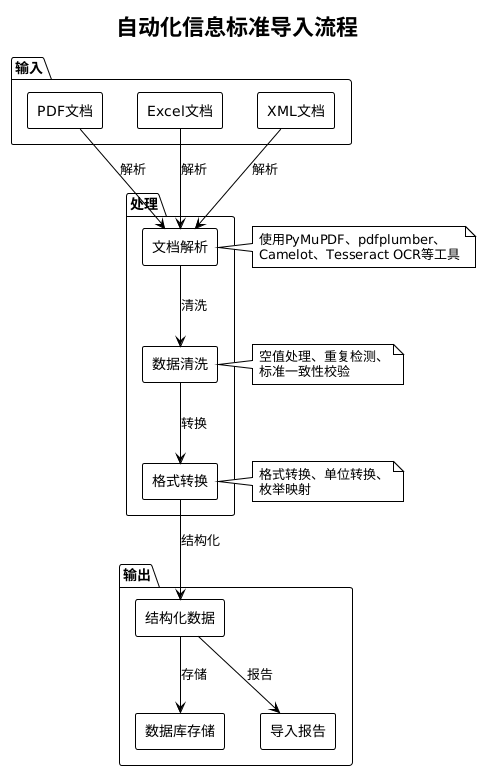 自动化信息标准导入流程
输入
PDF文档
Excel文档
XML文档
解析
解析
解析
处理
文档解析
使用PyMuPDF、pdfplumber、
Camelot、Tesseract OCR等工具
清洗
数据清洗
空值处理、重复检测、
标准一致性校验
转换
格式转换
格式转换、单位转换、
枚举映射
结构化
输出
结构化数据
存储
报告
数据库存储
导入报告